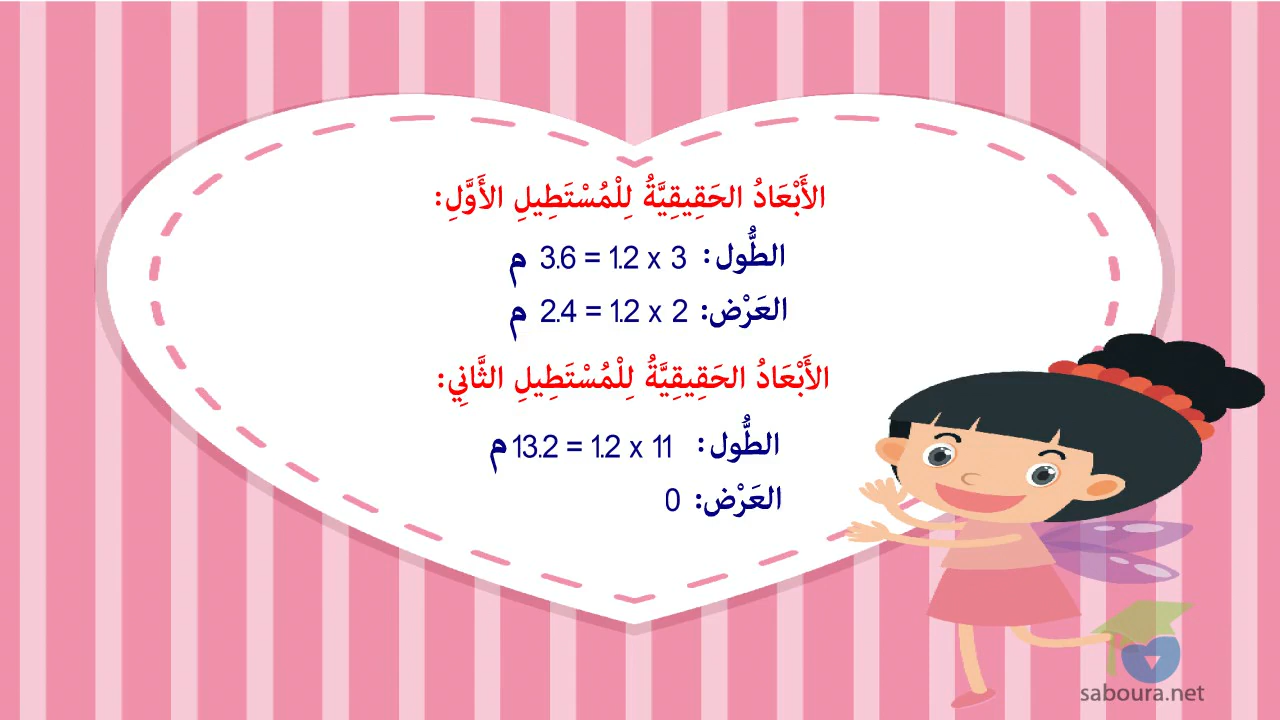 الأَبْعَادُ الحَقِيقِيَّةُ لِلْمُسْتَطِيلِ الأَوَّلِ:
الطُّول: 3 x 1.2 = 3.6 م
العَرْض: 2 x 1.2 = 2.4 م
الأَبْعَادُ الحَقِيقِيَّةُ لِلْمُسْتَطِيلِ الثَّانِي:
الطُّول: 11 x 1.2 = 13.2 م
العَرْض: 0
saboura.net